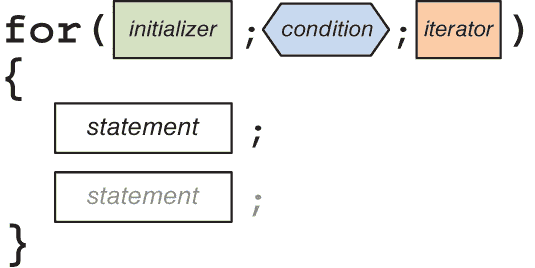 for( initializer ; condition ; iterator )
{
statement ;
statement ;
}